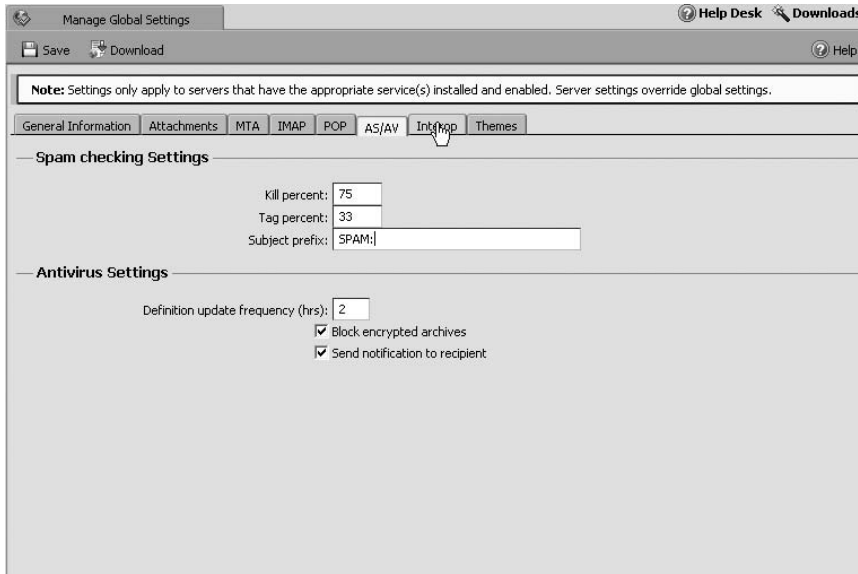 Manage Global Settings
Help Desk Downloads
Save Download Help
Note: Settings only apply to servers that have the appropriate service(s) installed and enabled. Server settings override global settings.
General Information Attachments MTA IMAP POP AS/AV Interop Themes
Spam checking Settings
Kill percent: 75
Tag percent: 33
Subject prefix: SPAM:
Antivirus Settings
Definition update frequency (hrs): 2
Block encrypted archives
Send notification to recipient